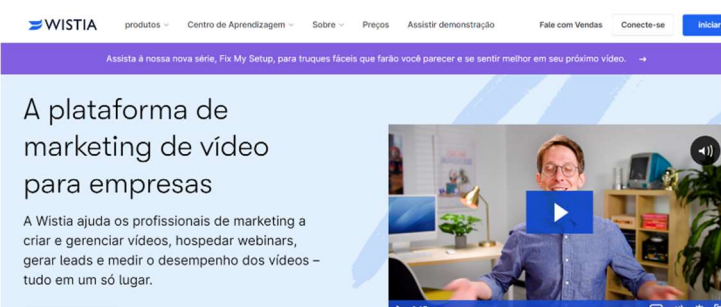 WISTIA
produtos
Centro de Aprendizagem
Sobre
Preços
Assistir demonstração
Fale com Vendas
Conecte-se
iniciar
Assista à nossa nova série, Fix My Setup, para truques fáceis que farão você parecer e se sentir melhor em seu próximo vídeo. →
A plataforma de
marketing de vídeo
para empresas
A Wistia ajuda os profissionais de marketing a
criar e gerenciar vídeos, hospedar webinars,
gerar leads e medir o desempenho dos vídeos –
tudo em um só lugar.